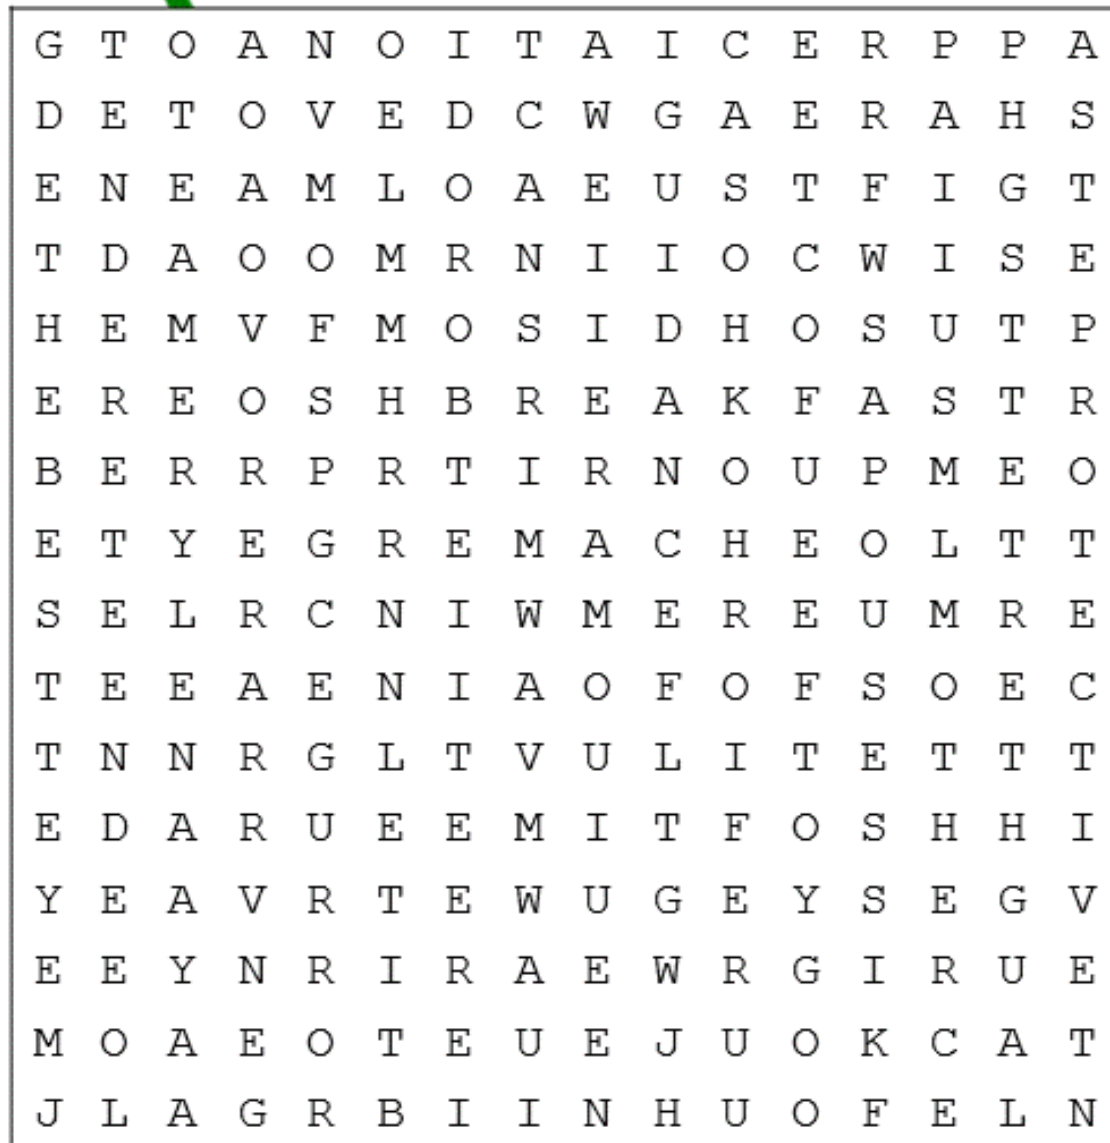 G T O A N O I T A I C E R P P A
D E T O V E D C W G A E R A H S
E N E A M L O A E U S T F I G T
T D A O O M R N I I O C W I S E
H E M V F M O S I D H O S U T P
E R E O S H B R E A K F A S T R
B E R R P R T I R N O U P M E O
E T Y E G R E M A C H E O L T T
S E L R C N I W M E R E U M R E
T E E A E N I A O F O F S O E C
T N N R G L T V U L I T E T T T
E D A R U E E M I T F O S H H I
Y E A V R T E W U G E Y S E G V
E E Y N R I R A E W R G I R U E
M O A E O T E U E J U O K C A T
J L A G R B I I N H U O F E L N